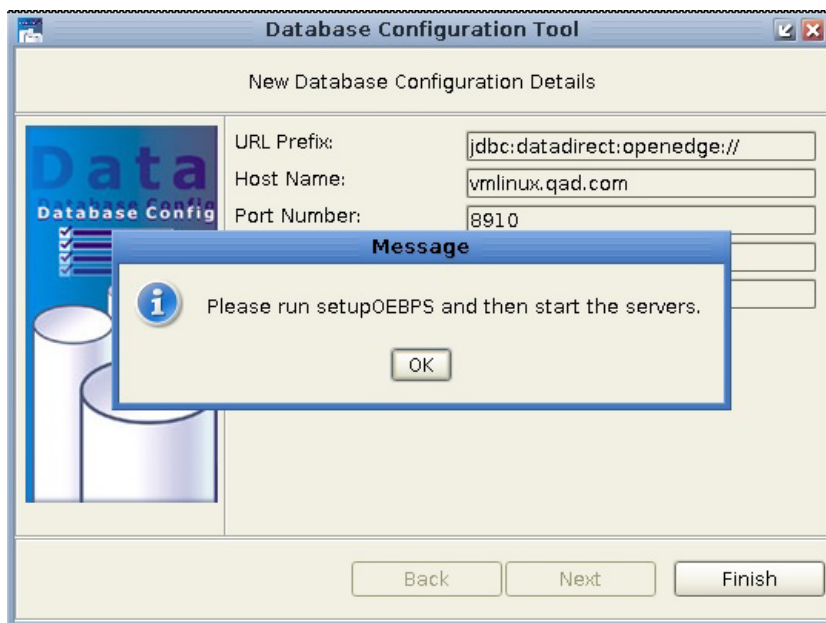 Database Configuration Tool
New Database Configuration Details
Data
Database Config
URL Prefix:
jdbc:datadirect:openedge://
Host Name:
vmlinux.qad.com
Port Number:
8910
Message
Please run setupOEBPS and then start the servers.
OK
Back
Next
Finish